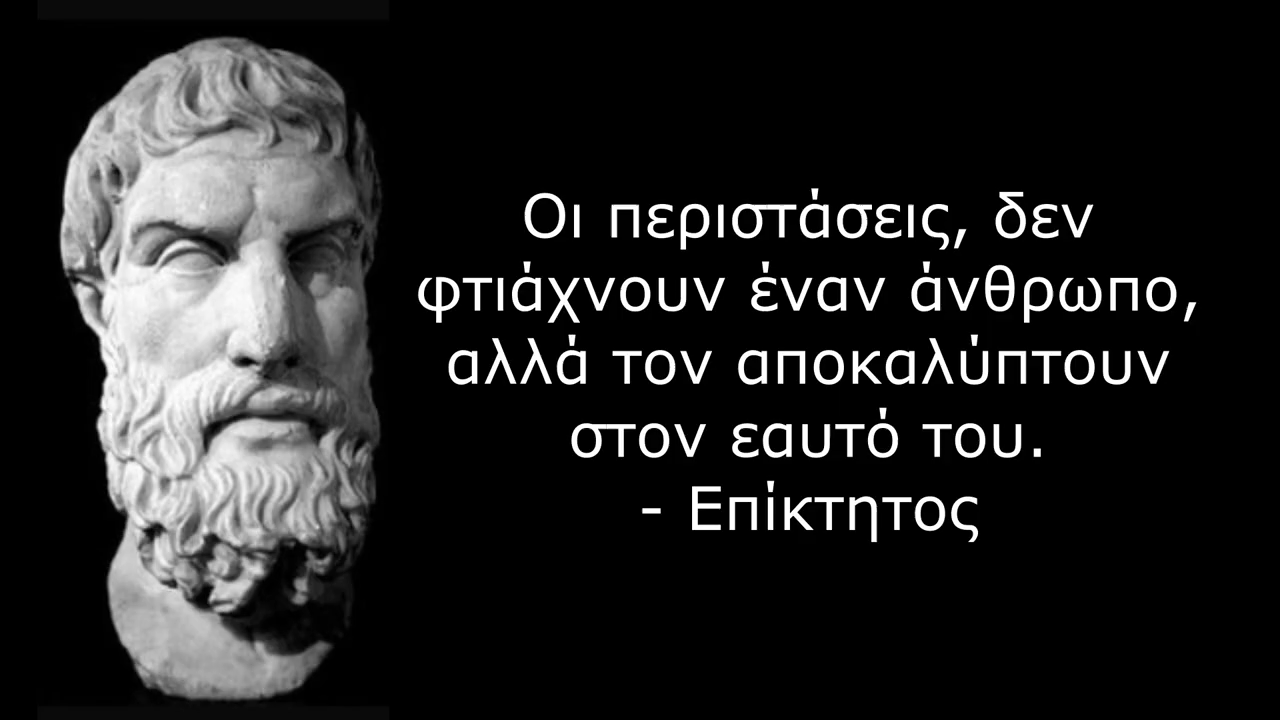 Οι περιστάσεις, δεν
φτιάχνουν έναν άνθρωπο,
αλλά τον αποκαλύπτουν
στον εαυτό του.
- Επίκτητος